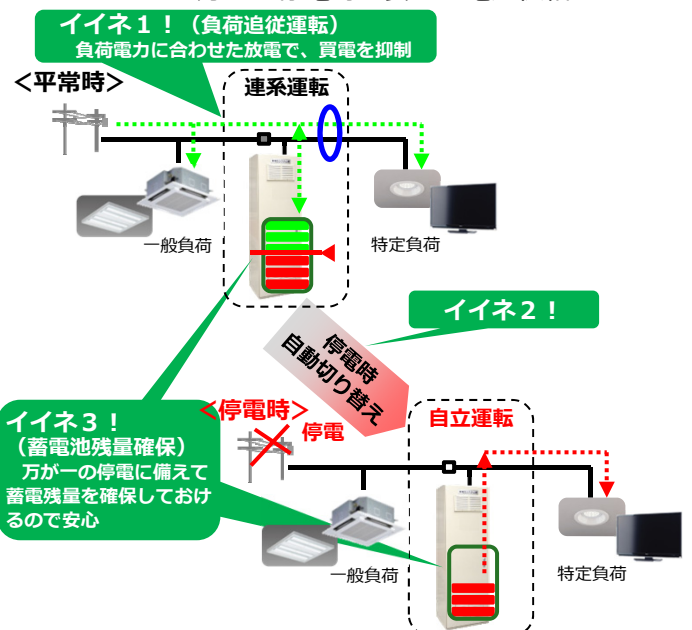 イイネ１！（負荷追従運転）
負荷電力に合わせた放電で、買電を抑制
＜平常時＞
連系運転
一般負荷
特定負荷
イイネ２！
停電時
自動切り替え
イイネ３！
（蓄電池残量確保）
万が一の停電に備えて
蓄電残量を確保しておけ
るので安心
＜停電時＞
停電
自立運転
一般負荷
特定負荷